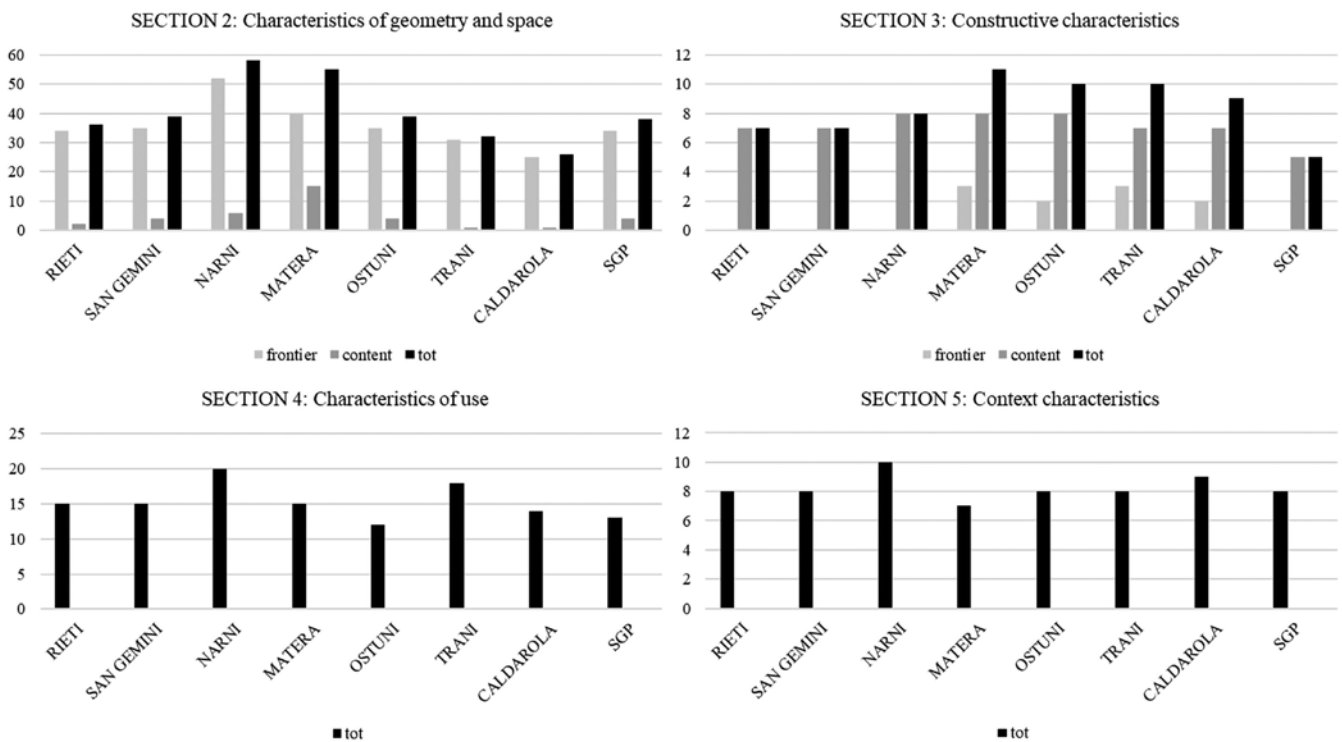 SECTION 2: Characteristics of geometry and space
60
50
40
30
20
10
0
RIETI
SAN GEMINI
NARNI
MATERA
OSTUNI
TRANI
CALDAROLA
SGP
frontier content tot
SECTION 3: Constructive characteristics
12
10
8
6
4
2
0
RIETI
SAN GEMINI
NARNI
MATERA
OSTUNI
TRANI
CALDAROLA
SGP
frontier content tot
SECTION 4: Characteristics of use
25
20
15
10
5
0
RIETI
SAN GEMINI
NARNI
MATERA
OSTUNI
TRANI
CALDAROLA
SGP
tot
SECTION 5: Context characteristics
12
10
8
6
4
2
0
RIETI
SAN GEMINI
NARNI
MATERA
OSTUNI
TRANI
CALDAROLA
SGP
tot